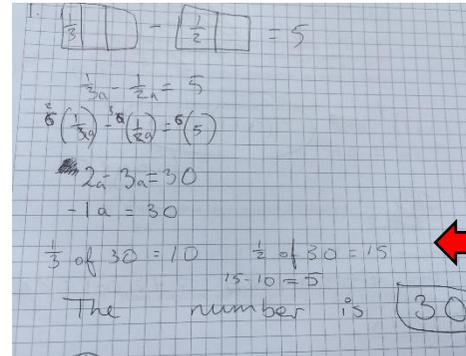 1. 1/3 - 1/2 = 5
1/3a - 1/2a = 5
6(1/3a) - 6(1/2a) = 6(5)
2a - 3a = 30
-1a = 30
1/3 of 30 = 10 1/2 of 30 = 15
15-10 = 5
The number is 30